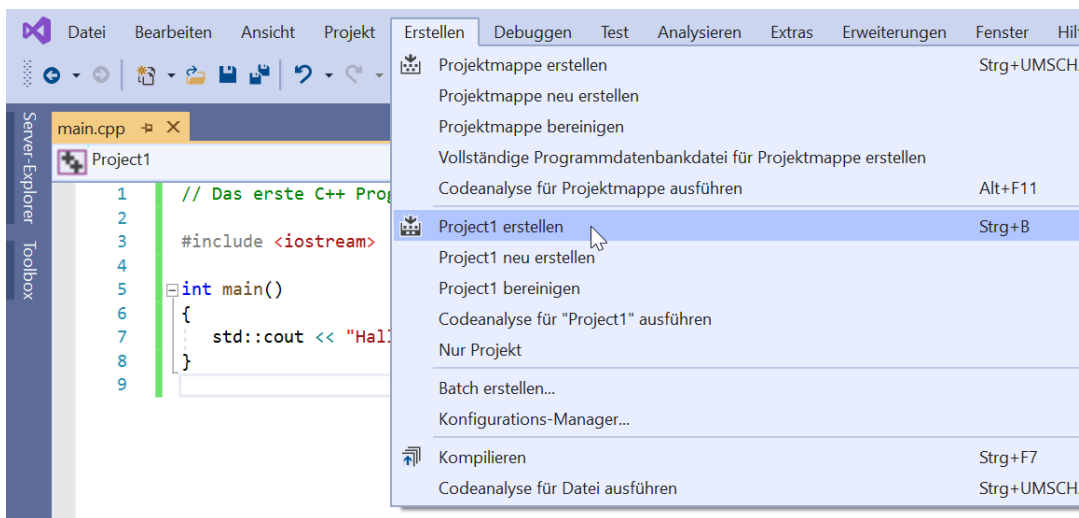 Datei Bearbeiten Ansicht Projekt Erstellen Debuggen Test Analysieren Extras Erweiterungen Fenster
Projektmappe erstellen
Projektmappe neu erstellen
Projektmappe bereinigen
Vollständige Programmdatenbankdatei für Projektmappe erstellen
Codeanalyse für Projektmappe ausführen Alt+F11
Project1 erstellen Strg+B
Project1 neu erstellen
Project1 bereinigen
Codeanalyse für "Project1" ausführen
Nur Projekt
Batch erstellen...
Konfigurations-Manager...
Kompilieren Strg+F7
Codeanalyse für Datei ausführen
Server-Explorer
Toolbox
main.cpp
Project1
1 // Das erste C++
2
3 #include <iostream>
4
5 int main()
6 {
7 std::cout <<
8 }
9